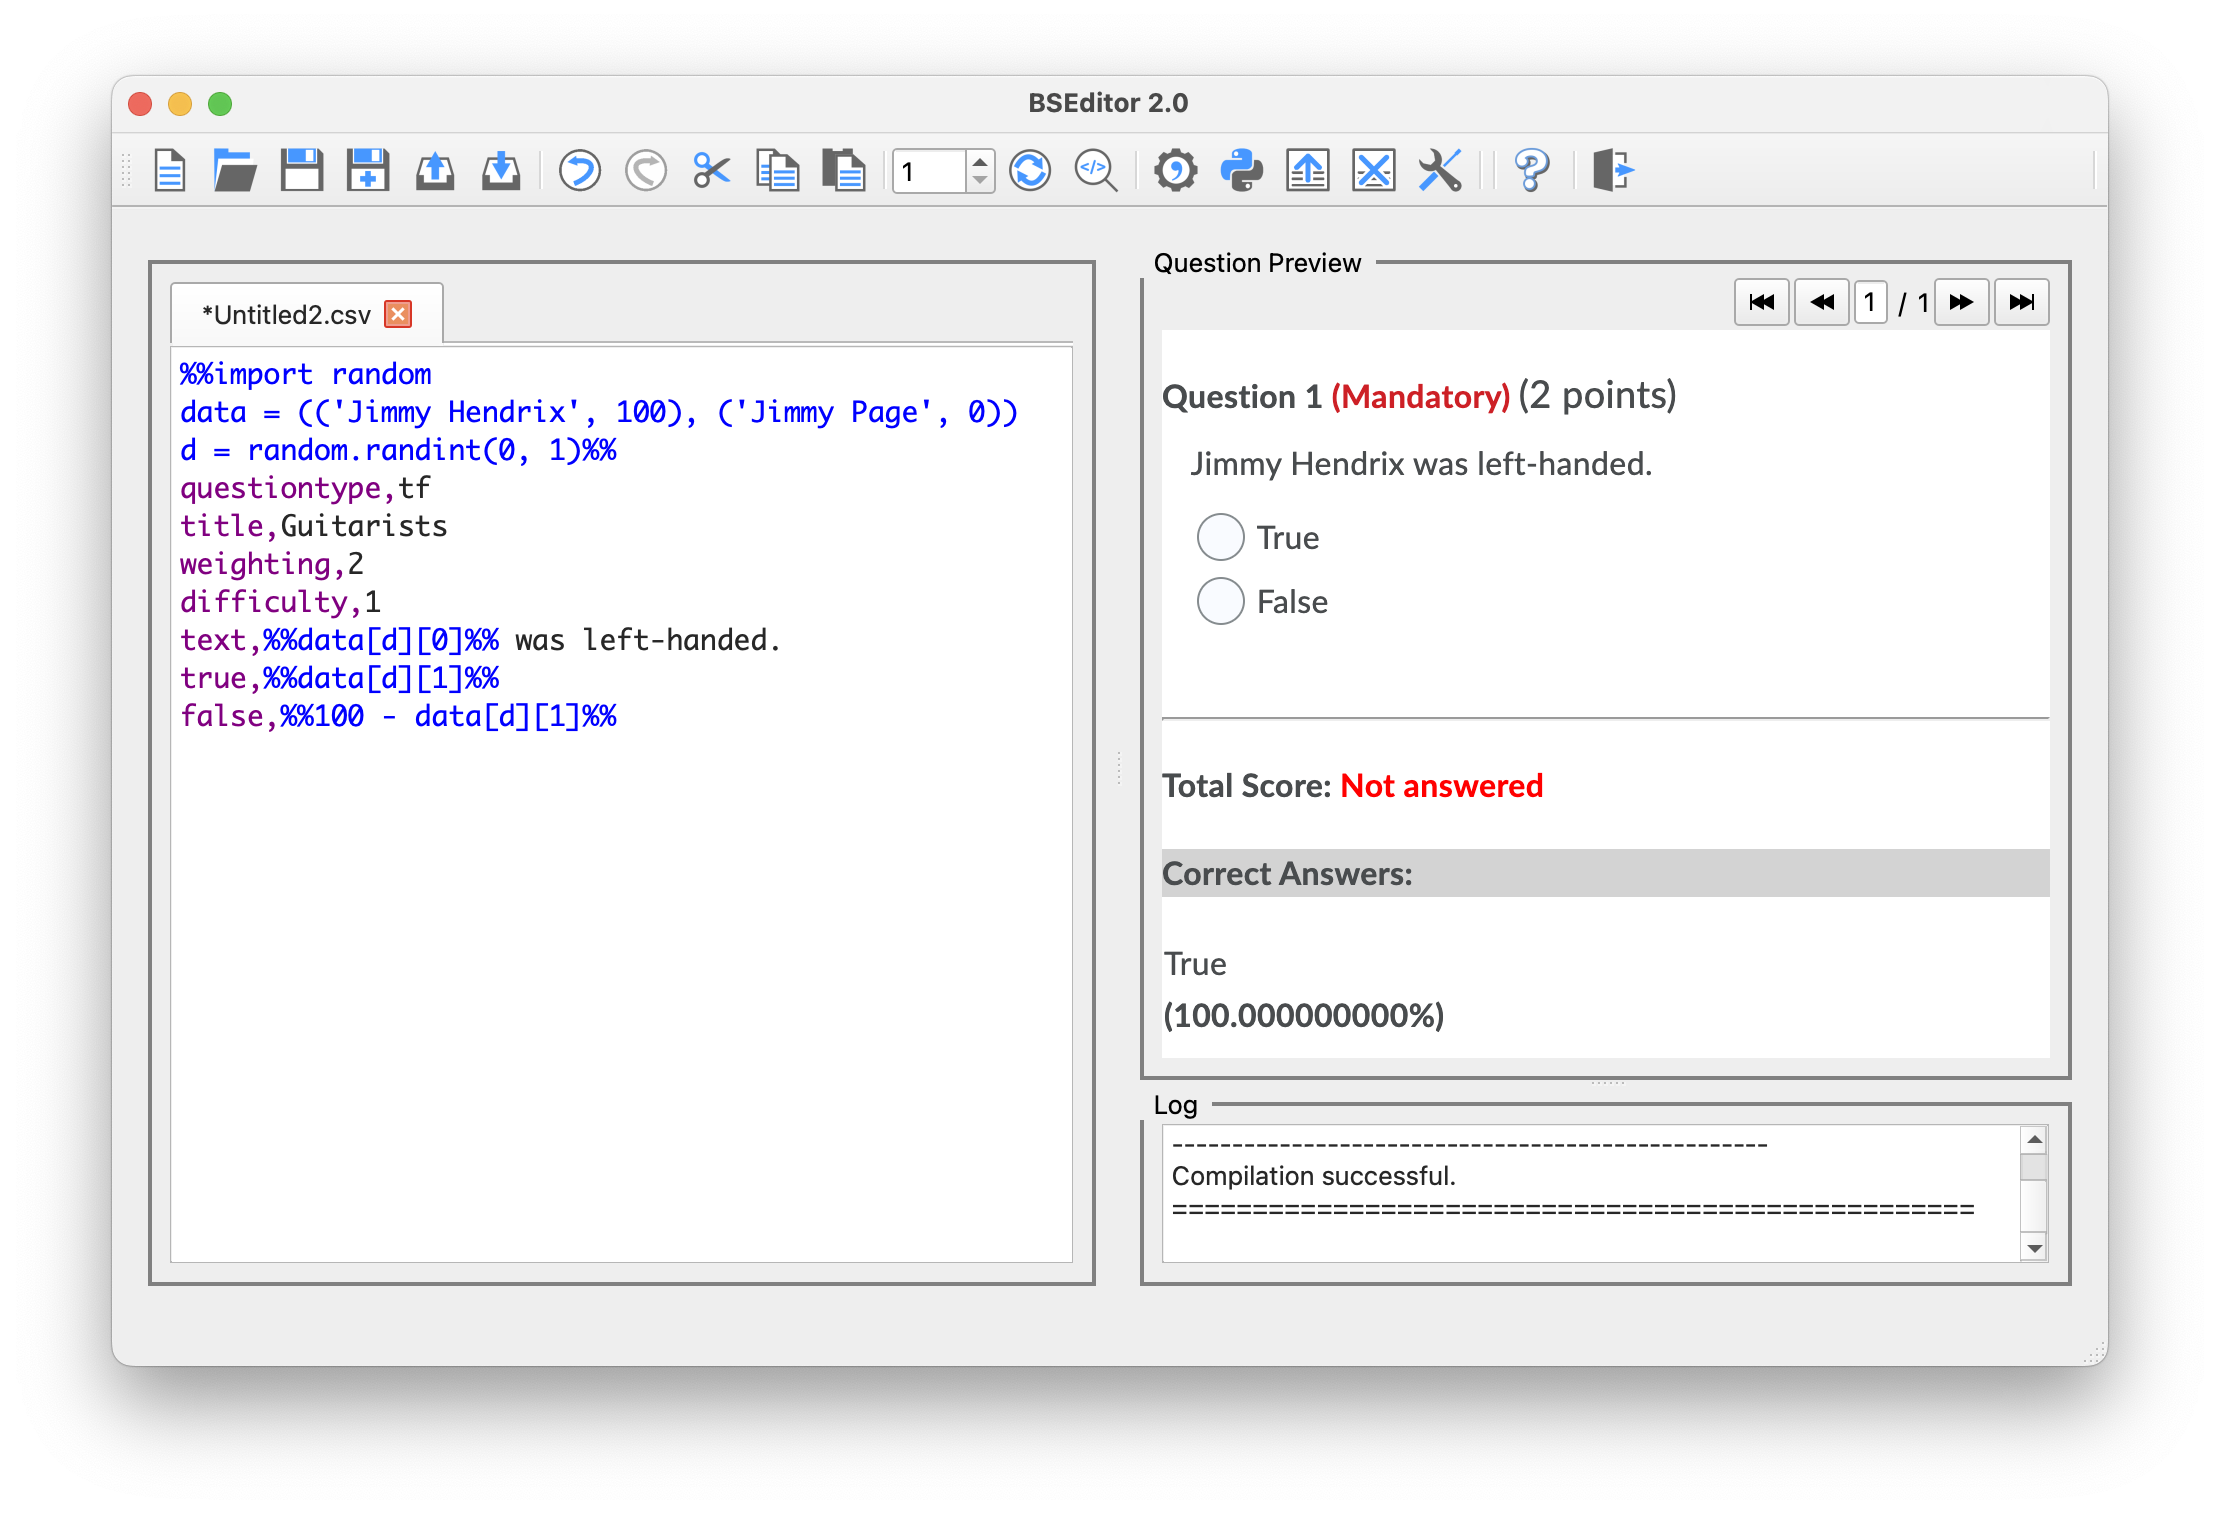 BSEditor 2.0
1
</>
?
*Untitled2.csv
%%import random
data = (('Jimmy Hendrix', 100), ('Jimmy Page', 0))
d = random.randint(0, 1)%%
questiontype,tf
title,Guitarists
weighting,2
difficulty,1
text,%%data[d][0]%% was left-handed.
true,%%data[d][1]%%
false,%%100 - data[d][1]%%
Question Preview
1 / 1
Question 1 (Mandatory) (2 points)
Jimmy Hendrix was left-handed.
True
False
Total Score: Not answered
Correct Answers:
True
(100.000000000%)
Log
--------------------------------------------------
Compilation successful.
==================================================